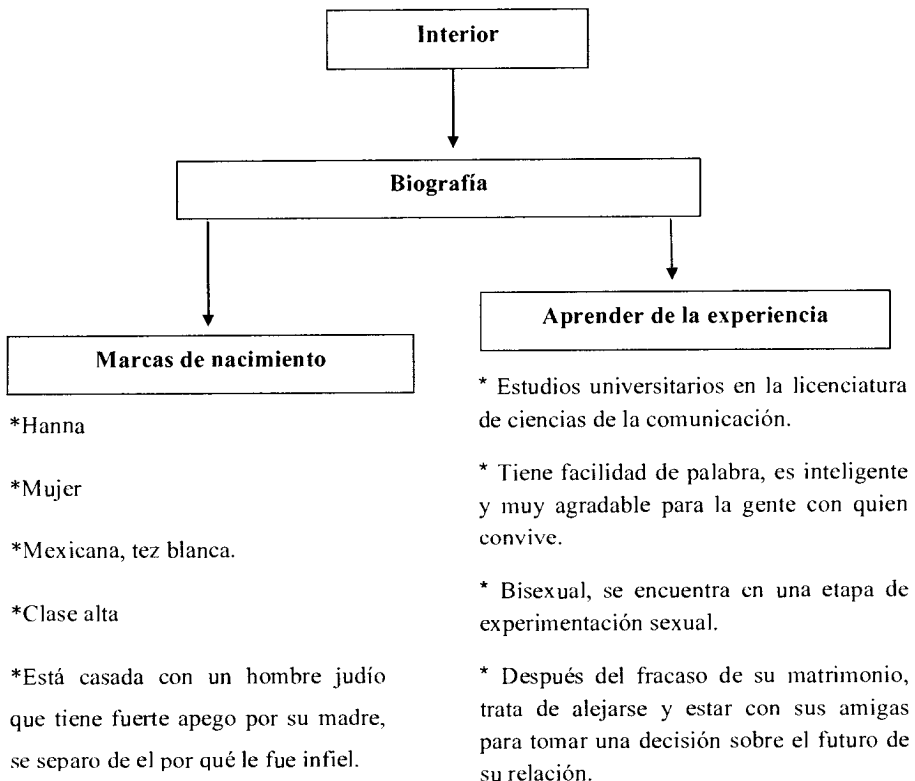 Interior
Biografía
Marcas de nacimiento
*Hanna
*Mujer
*Mexicana, tez blanca.
*Clase alta
*Está casada con un hombre judío
que tiene fuerte apego por su madre,
se separo de el por qué le fue infiel.
Aprender de la experiencia
* Estudios universitarios en la licenciatura
de ciencias de la comunicación.
* Tiene facilidad de palabra, es inteligente
y muy agradable para la gente con quien
convive.
* Bisexual, se encuentra en una etapa de
experimentación sexual.
* Después del fracaso de su matrimonio,
trata de alejarse y estar con sus amigas
para tomar una decisión sobre el futuro de
su relación.